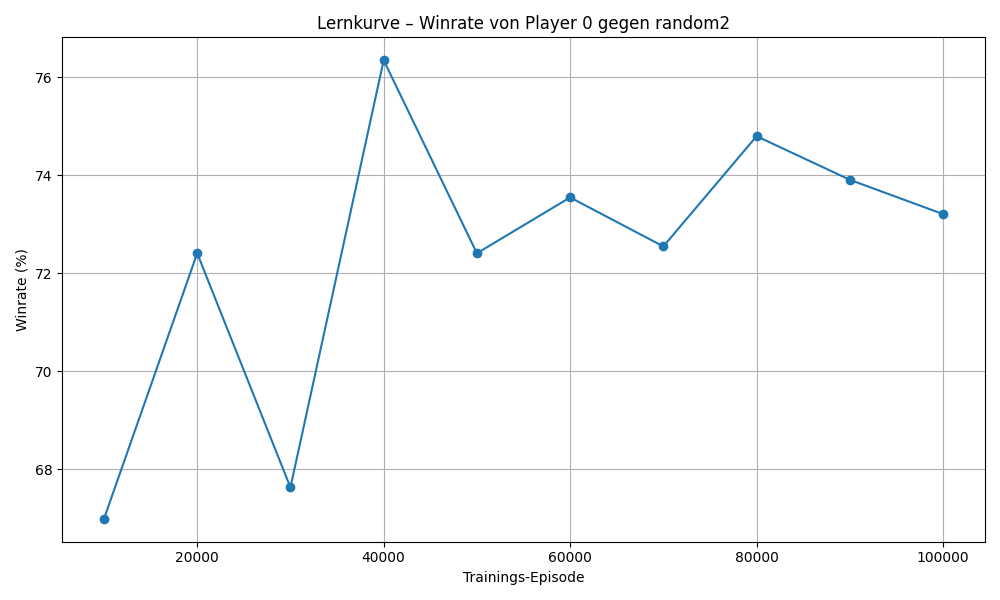 Lernkurve – Winrate von Player 0 gegen random2
Winrate (%)
76
74
72
70
68
20000 40000 60000 80000 100000
Trainings-Episode